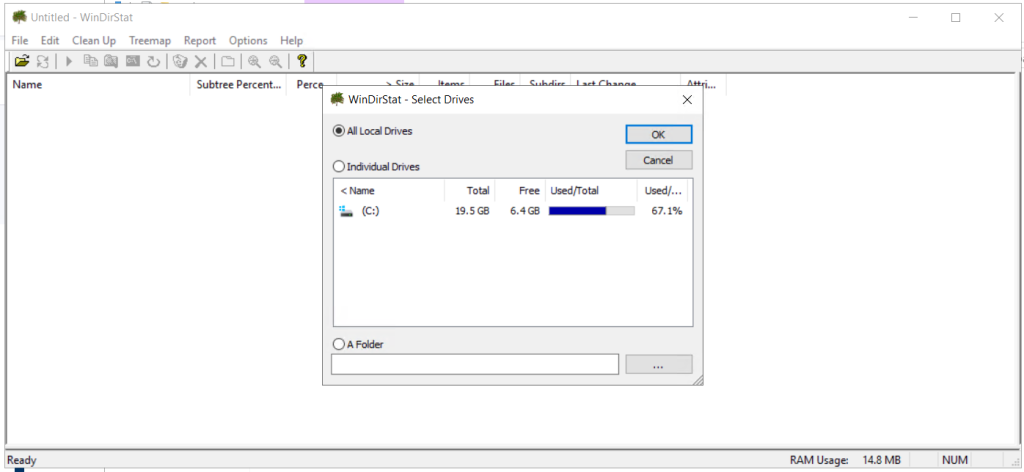 Untitled - WinDirStat
File Edit Clean Up Treemap Report Options Help
Name Subtree Percent... Perce > Size Items Files Subdirs Last Change Attri...
WinDirStat - Select Drives
All Local Drives
OK
Cancel
Individual Drives
< Name Total Free Used/Total Used/...
(C:) 19.5 GB 6.4 GB 67.1%
A Folder
...
Ready RAM Usage: 14.8 MB NUM